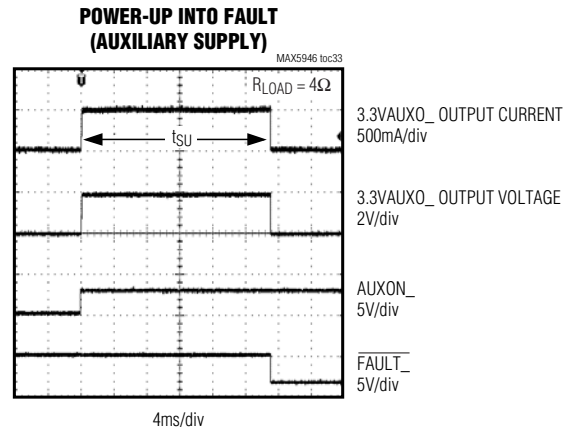 POWER-UP INTO FAULT
(AUXILIARY SUPPLY)
MAX5946 toc33
RLOAD = 4Ω
3.3VAUXO_ OUTPUT CURRENT
500mA/div
tSU
3.3VAUXO_ OUTPUT VOLTAGE
2V/div
AUXON_
5V/div
FAULT_
5V/div
4ms/div